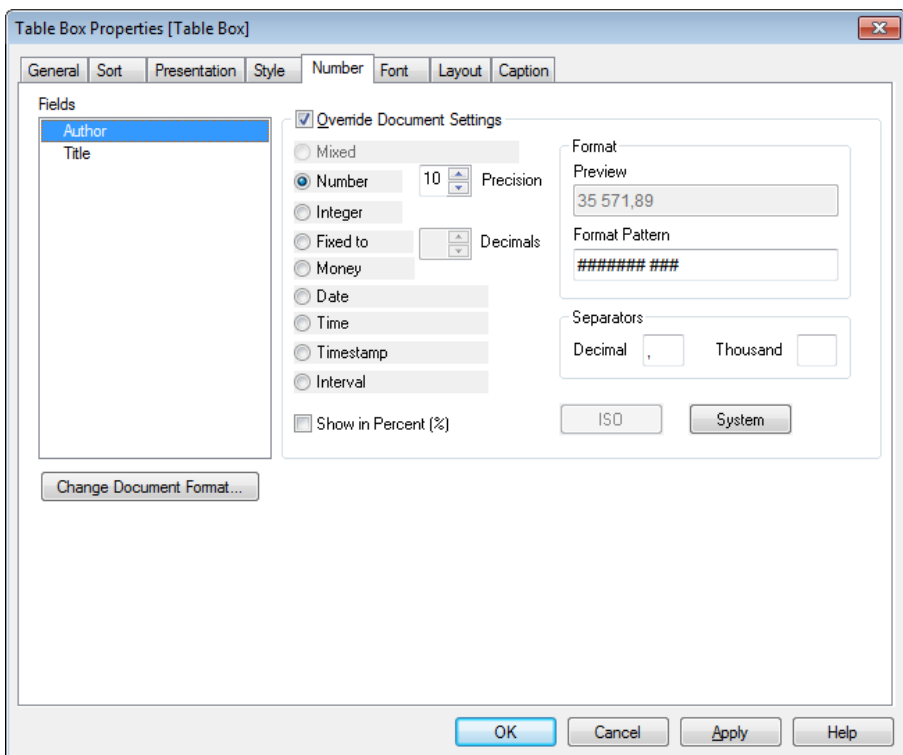 Table Box Properties [Table Box]
General Sort Presentation Style Number Font Layout Caption
Fields
Author
Title
Override Document Settings
Mixed
Number 10 Precision
Integer
Fixed to Decimals
Money
Date
Time
Timestamp
Interval
Show in Percent (%)
Format
Preview
35 571,89
Format Pattern
####### ###
Separators
Decimal , Thousand
ISO System
Change Document Format...
OK Cancel Apply Help